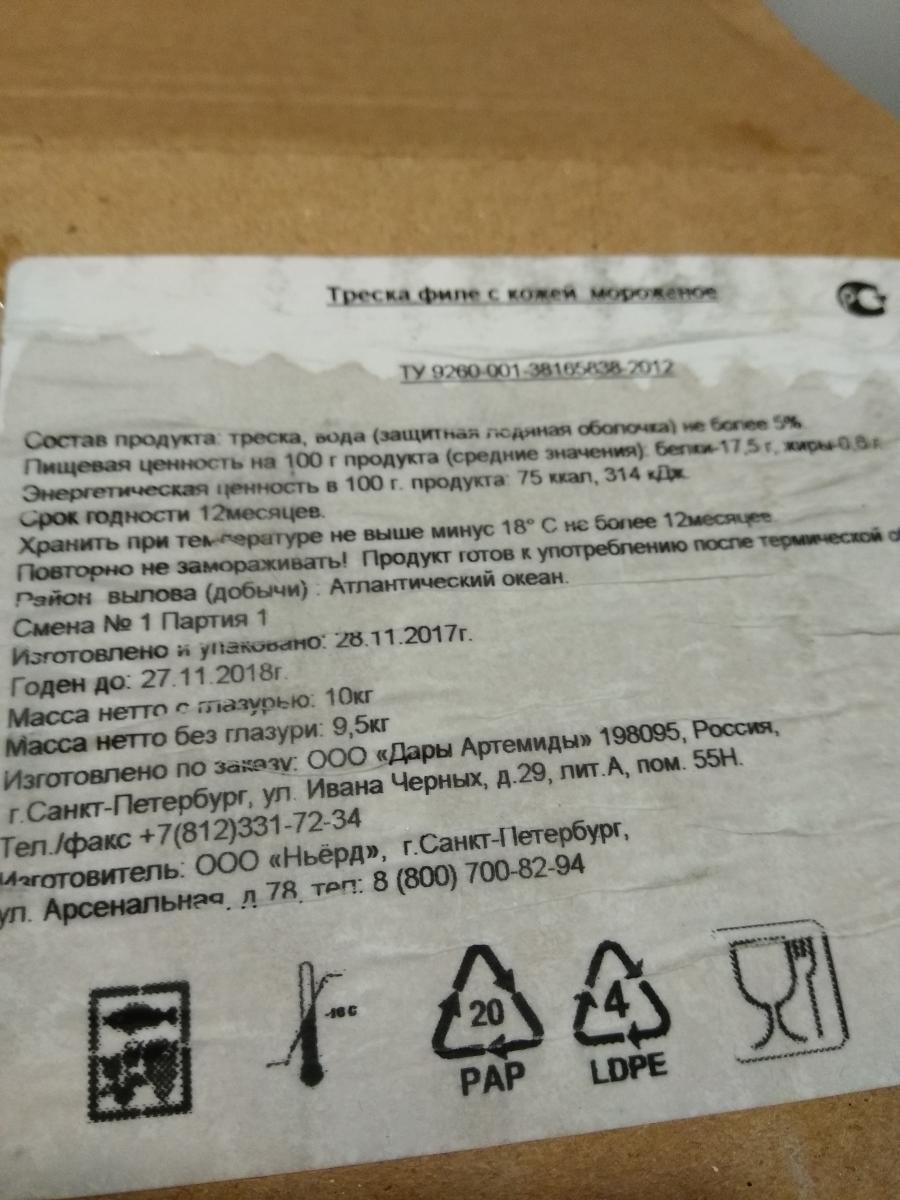 Треска филе с кожей мороженое
ТУ 9260-001-38165838-2012
Состав продукта: треска, вода (защитная ледяная оболочка) не более 5%
Пищевая ценность на 100 г продукта (средние значения): белки-17,5 г, жиры-0,6 г
Энергетическая ценность в 100 г. продукта: 75 ккал, 314 кДж.
Срок годности 12месяцев.
Хранить при температуре не выше минус 18° С не более 12месяцев
Повторно не замораживать! Продукт готов к употреблению после термической
Район вылова (добычи) : Атлантический океан.
Смена № 1 Партия 1
Изготовлено и упаковано: 28.11.2017г.
Годен до: 27.11.2018г.
Масса нетто с глазурью: 10кг
Масса нетто без глазури: 9,5кг
Изготовлено по заказу: ООО «Дары Артемиды» 198095, Россия,
г.Санкт-Петербург, ул. Ивана Черных, д.29, лит.А, пом. 55Н.
Тел./факс +7(812)331-72-34
Изготовитель: ООО «Ньёрд», г.Санкт-Петербург,
ул. Арсенальная, д 78, тел: 8 (800) 700-82-94
20 4
PAP LDPE